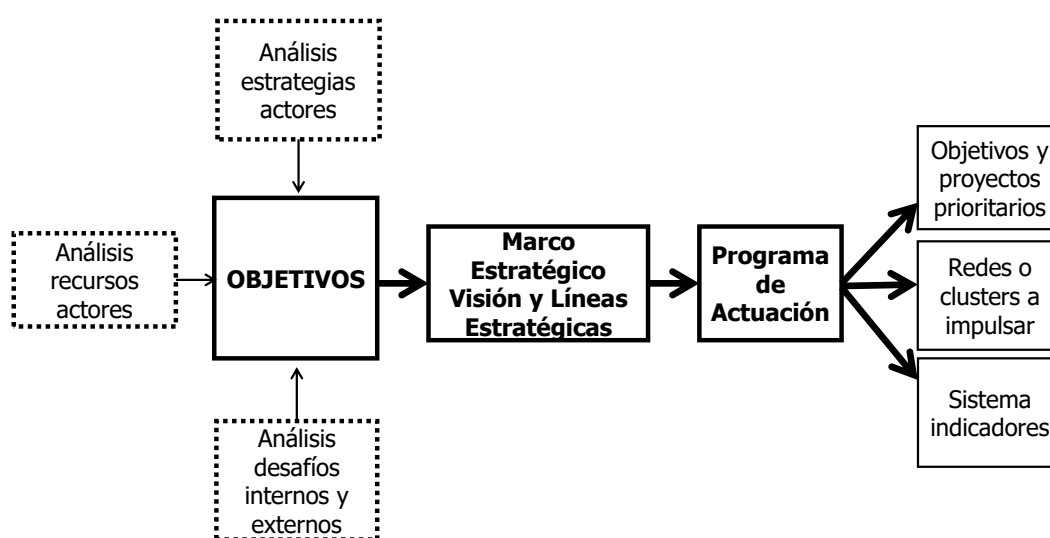 Análisis
estrategias
actores
Análisis
recursos
actores
OBJETIVOS
Análisis
desafíos
internos y
externos
Marco
Estratégico
Visión y Líneas
Estratégicas
Programa
de
Actuación
Objetivos y
proyectos
prioritarios
Redes o
clusters a
impulsar
Sistema
indicadores